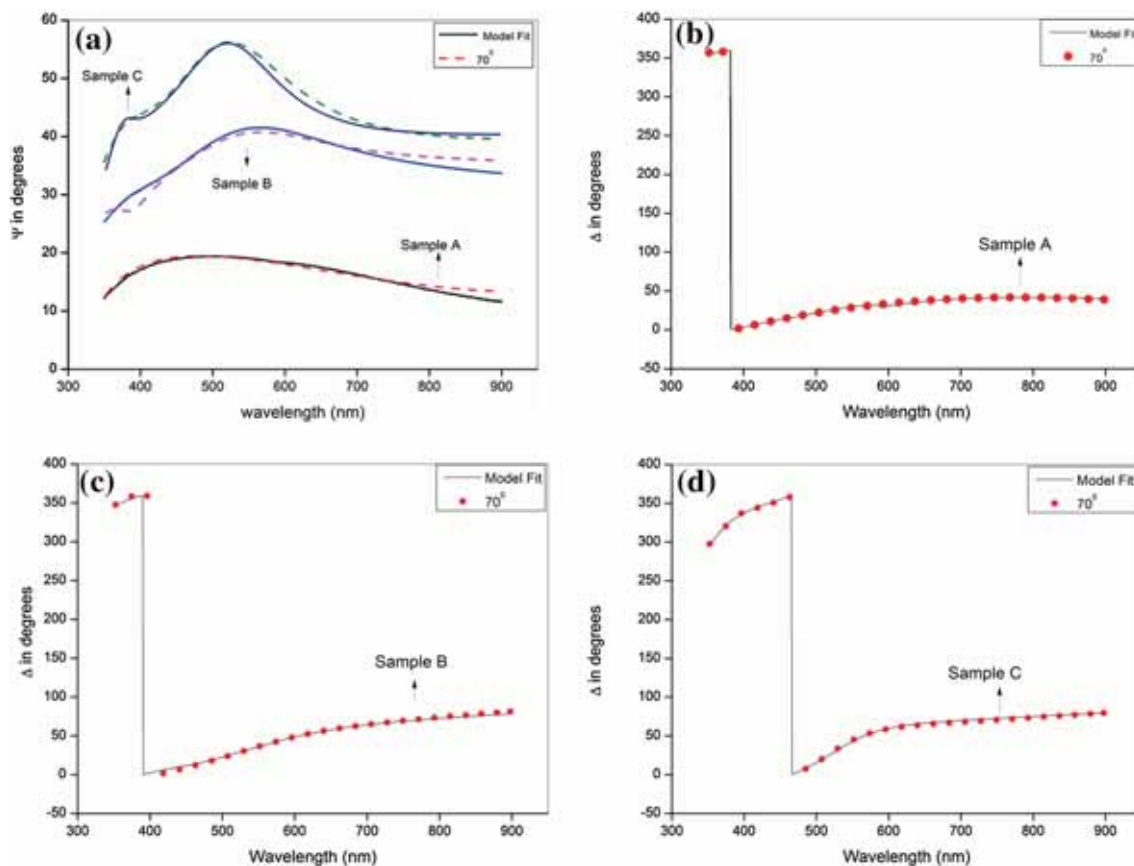 (a)
Model Fit
70⁰
Sample C
Sample B
Sample A
Ψ in degrees
60
50
40
30
20
10
0
300 400 500 600 700 800 900
wavelength (nm)
(b)
Model Fit
70⁰
Sample A
Δ in degrees
400
350
300
250
200
150
100
50
0
-50
300 400 500 600 700 800 900
Wavelength (nm)
(c)
Model Fit
70⁰
Sample B
Δ in degrees
400
350
300
250
200
150
100
50
0
-50
300 400 500 600 700 800 900
Wavelength (nm)
(d)
Model Fit
70⁰
Sample C
Δ in degrees
400
350
300
250
200
150
100
50
0
-50
300 400 500 600 700 800 900
Wavelength (nm)